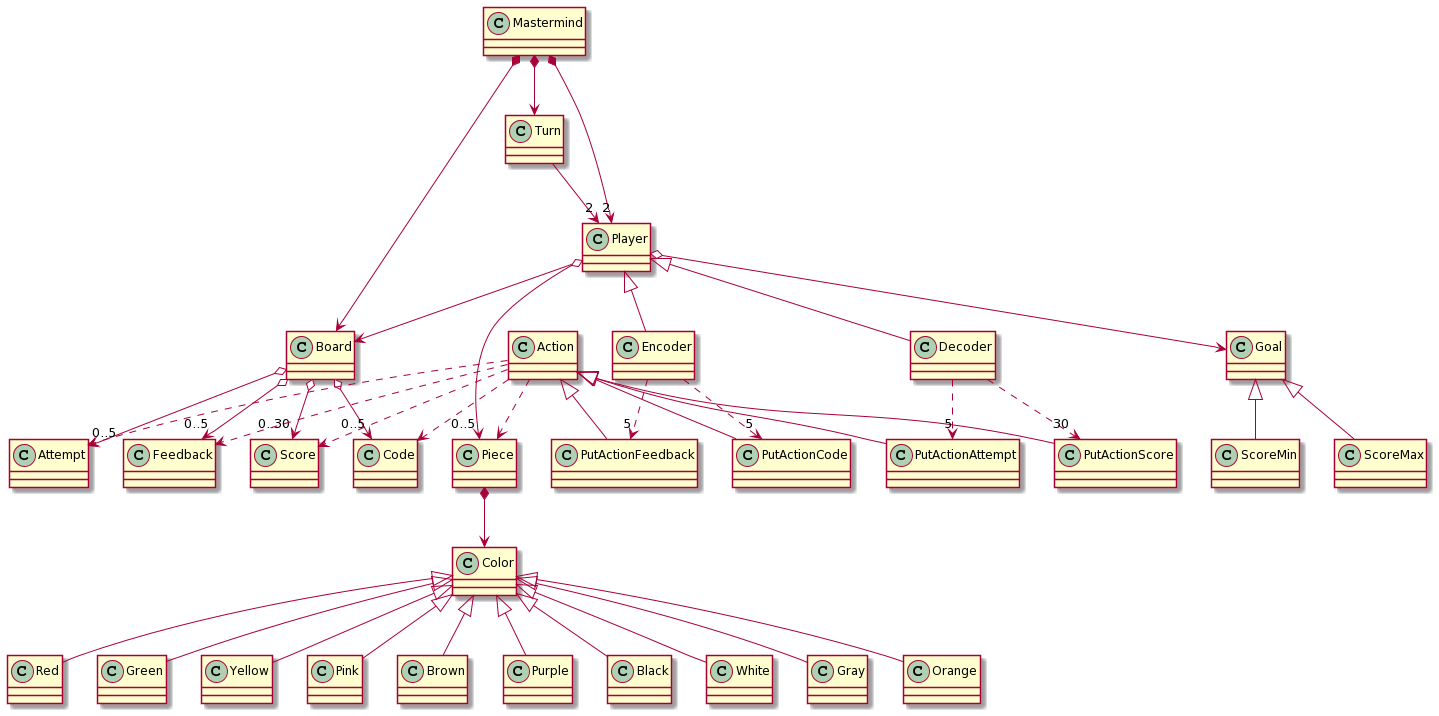 C Mastermind
C Turn
2 2
C Player
C Board
C Action
C Encoder
C Decoder
C Goal
0..5 0..5 0..30 0..5 0..5 5 5 5 30
C Attempt
C Feedback
C Score
C Code
C Piece
C PutActionFeedback
C PutActionCode
C PutActionAttempt
C PutActionScore
C ScoreMin
C ScoreMax
C Color
C Red
C Green
C Yellow
C Pink
C Brown
C Purple
C Black
C White
C Gray
C Orange